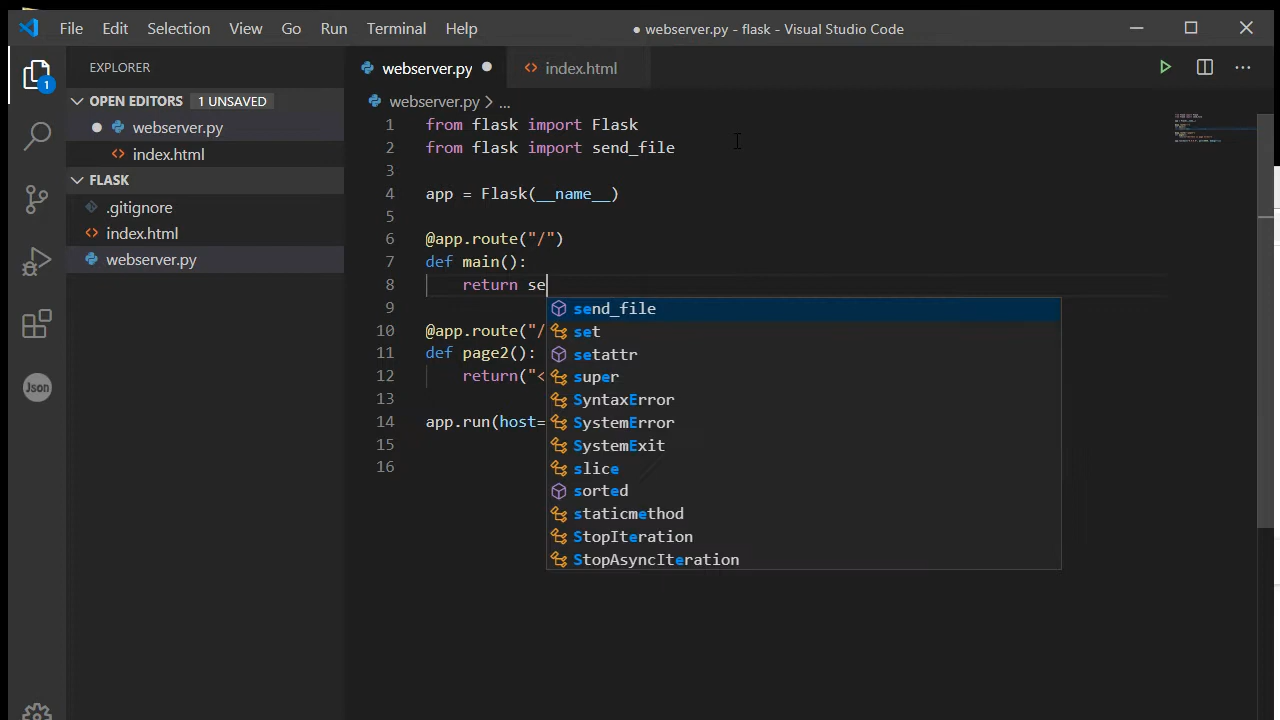 File Edit Selection View Go Run Terminal Help ● webserver.py - flask - Visual Studio Code
EXPLORER
OPEN EDITORS 1 UNSAVED
webserver.py
index.html
FLASK
.gitignore
index.html
webserver.py
1
Json
webserver.py index.html
webserver.py > ...
1 from flask import Flask
2 from flask import send_file
3
4 app = Flask(__name__)
5
6 @app.route("/")
7 def main():
8 return se
9
10 @app.route("/
11 def page2():
12 return("<
13
14 app.run(host=
15
16
send_file
set
setattr
super
SyntaxError
SystemError
SystemExit
slice
sorted
staticmethod
StopIteration
StopAsyncIteration